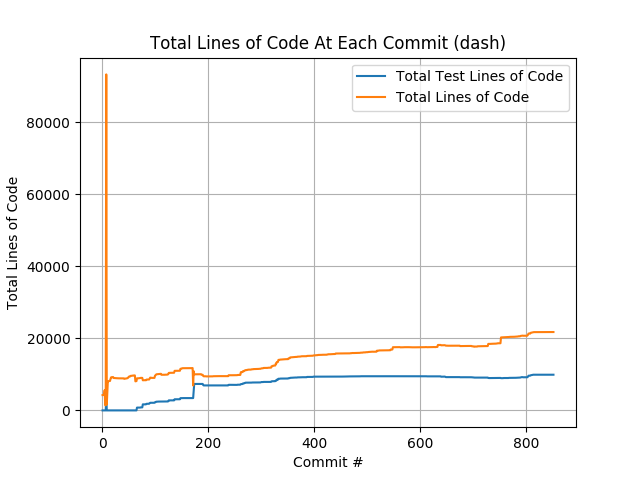 Total Lines of Code At Each Commit (dash)
Total Test Lines of Code
Total Lines of Code
Total Lines of Code
80000
60000
40000
20000
0
0 200 400 600 800
Commit #